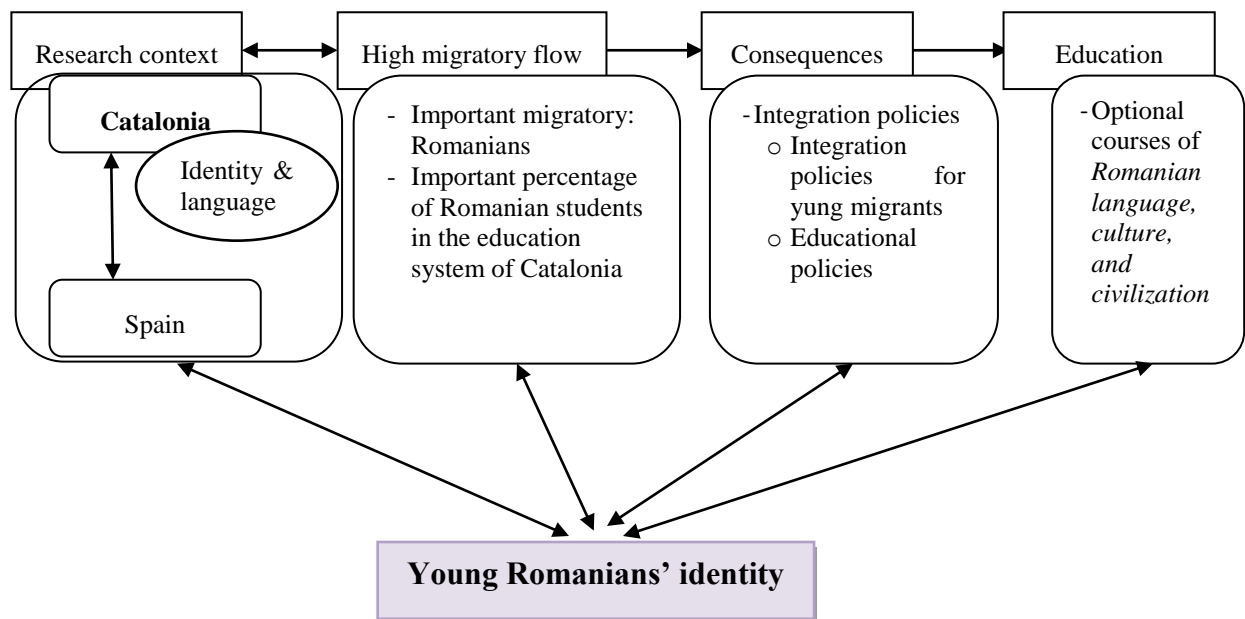 Research context
High migratory flow
Consequences
Education
Catalonia
Identity &
language
Spain
- Important migratory:
Romanians
- Important percentage
of Romanian students
in the education
system of Catalonia
-Integration policies
o Integration
policies for
yung migrants
o Educational
policies
-Optional
courses of
Romanian
language,
culture,
and
civilization
Young Romanians’ identity